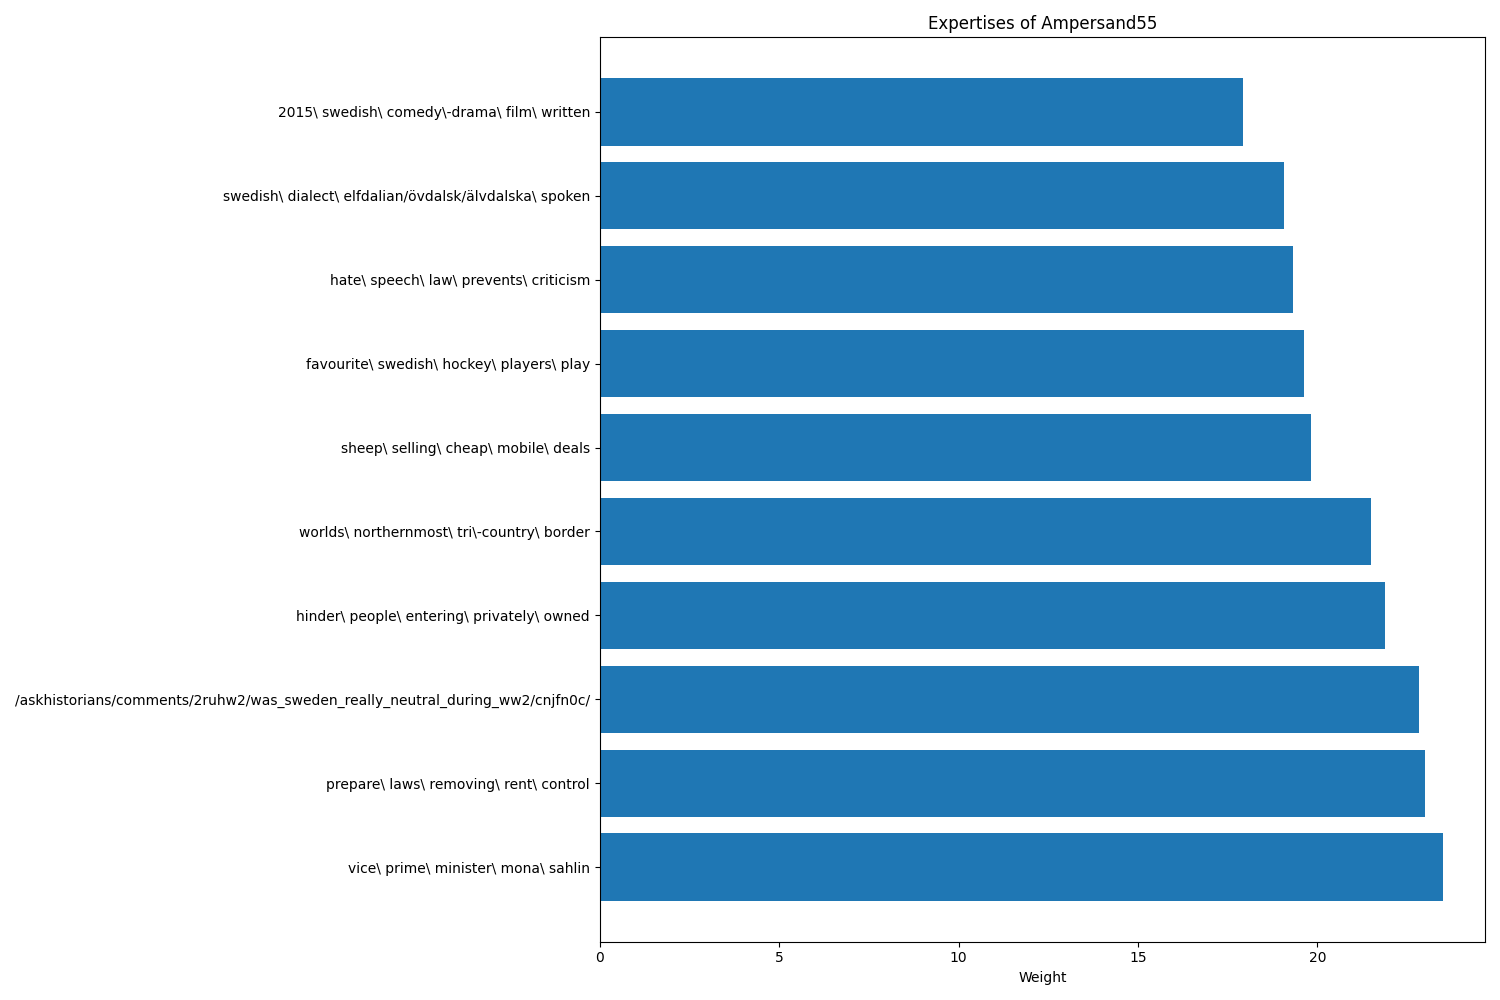 Expertises of Ampersand55
2015\ swedish\ comedy\-drama\ film\ written
swedish\ dialect\ elfdalian/övdalsk/älvdalska\ spoken
hate\ speech\ law\ prevents\ criticism
favourite\ swedish\ hockey\ players\ play
sheep\ selling\ cheap\ mobile\ deals
worlds\ northernmost\ tri\-country\ border
hinder\ people\ entering\ privately\ owned
/askhistorians/comments/2ruhw2/was_sweden_really_neutral_during_ww2/cnjfn0c/
prepare\ laws\ removing\ rent\ control
vice\ prime\ minister\ mona\ sahlin
0 5 10 15 20
Weight